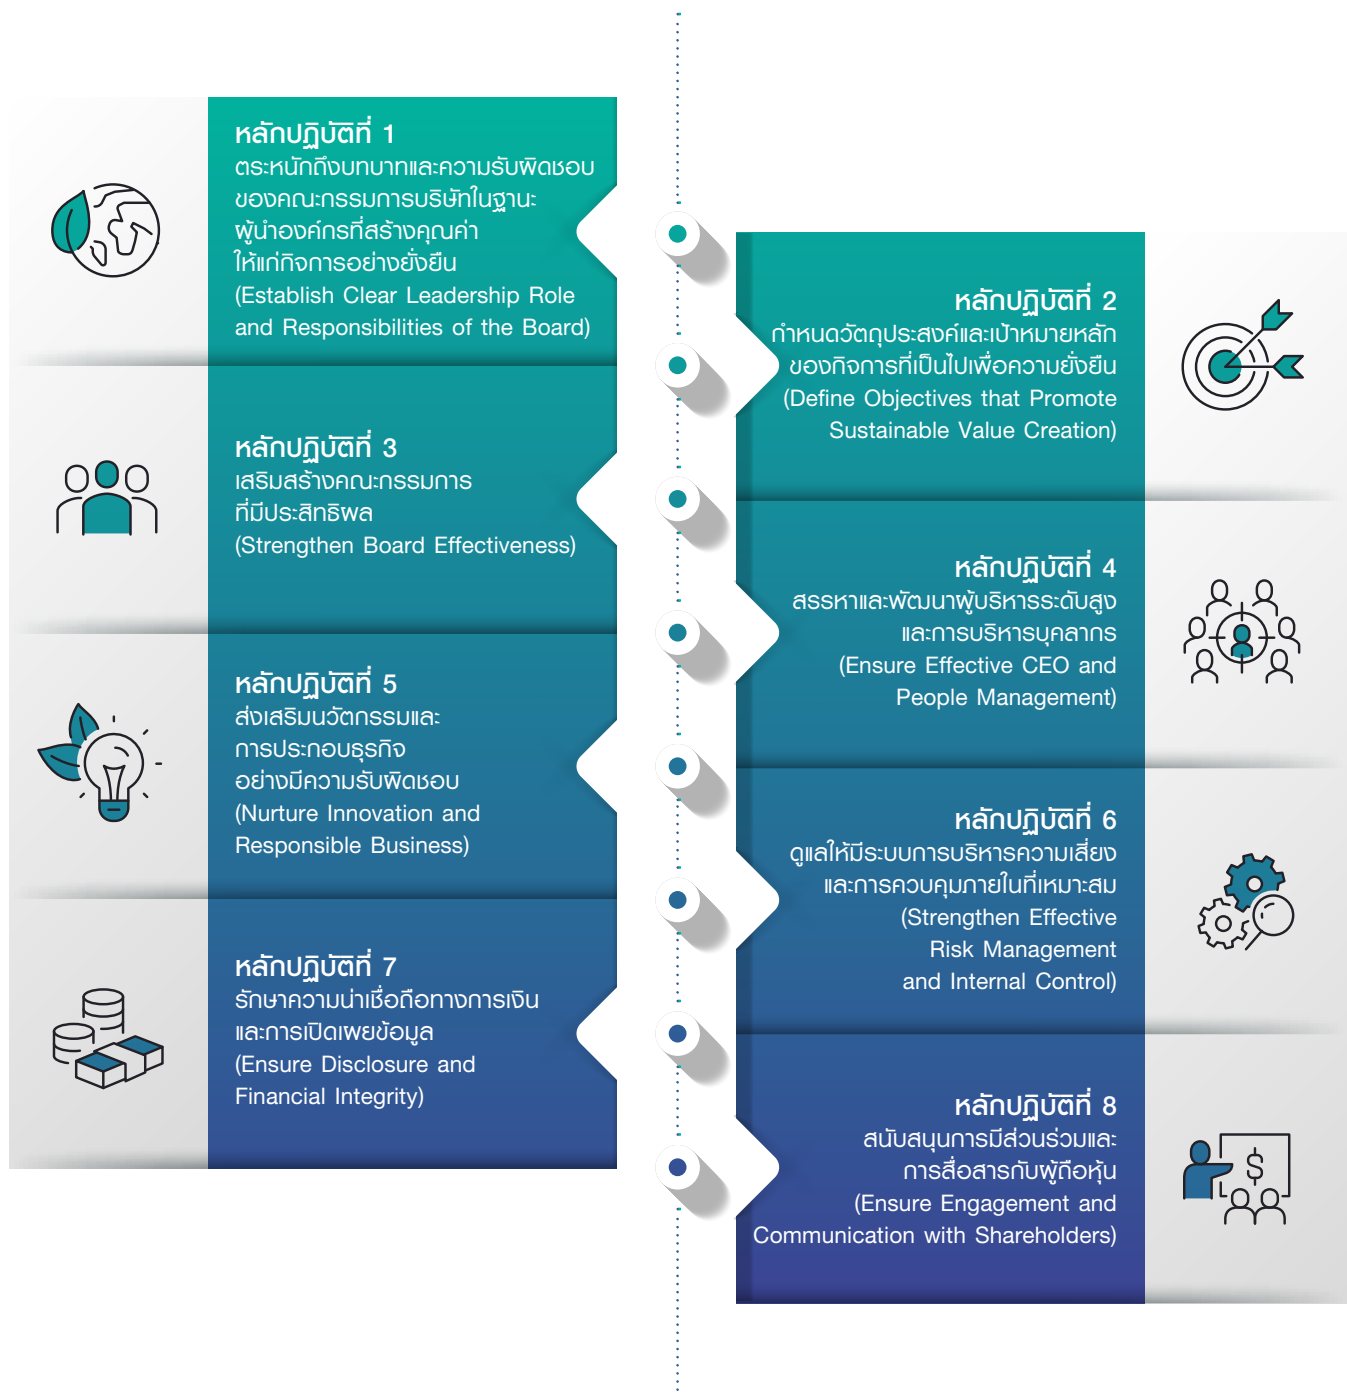 หลักปฏิบัติที่ 1
ตระหนักถึงบทบาทและความรับผิดชอบ
ของคณะกรรมการบริษัทในฐานะ
ผู้นำองค์กรที่สร้างคุณค่า
ให้แก่กิจการอย่างยั่งยืน
(Establish Clear Leadership Role
and Responsibilities of the Board)
หลักปฏิบัติที่ 2
กำหนดวัตถุประสงค์และเป้าหมายหลัก
ของกิจการที่เป็นไปเพื่อความยั่งยืน
(Define Objectives that Promote
Sustainable Value Creation)
หลักปฏิบัติที่ 3
เสริมสร้างคณะกรรมการ
ที่มีประสิทธิผล
(Strengthen Board Effectiveness)
หลักปฏิบัติที่ 4
สรรหาและพัฒนาผู้บริหารระดับสูง
และการบริหารบุคลากร
(Ensure Effective CEO and
People Management)
หลักปฏิบัติที่ 5
ส่งเสริมนวัตกรรมและ
การประกอบธุรกิจ
อย่างมีความรับผิดชอบ
(Nurture Innovation and
Responsible Business)
หลักปฏิบัติที่ 6
ดูแลให้มีระบบการบริหารความเสี่ยง
และการควบคุมภายในที่เหมาะสม
(Strengthen Effective
Risk Management
and Internal Control)
หลักปฏิบัติที่ 7
รักษาความน่าเชื่อถือทางการเงิน
และการเปิดเผยข้อมูล
(Ensure Disclosure and
Financial Integrity)
หลักปฏิบัติที่ 8
สนับสนุนการมีส่วนร่วมและ
การสื่อสารกับผู้ถือหุ้น
(Ensure Engagement and
Communication with Shareholders)
$